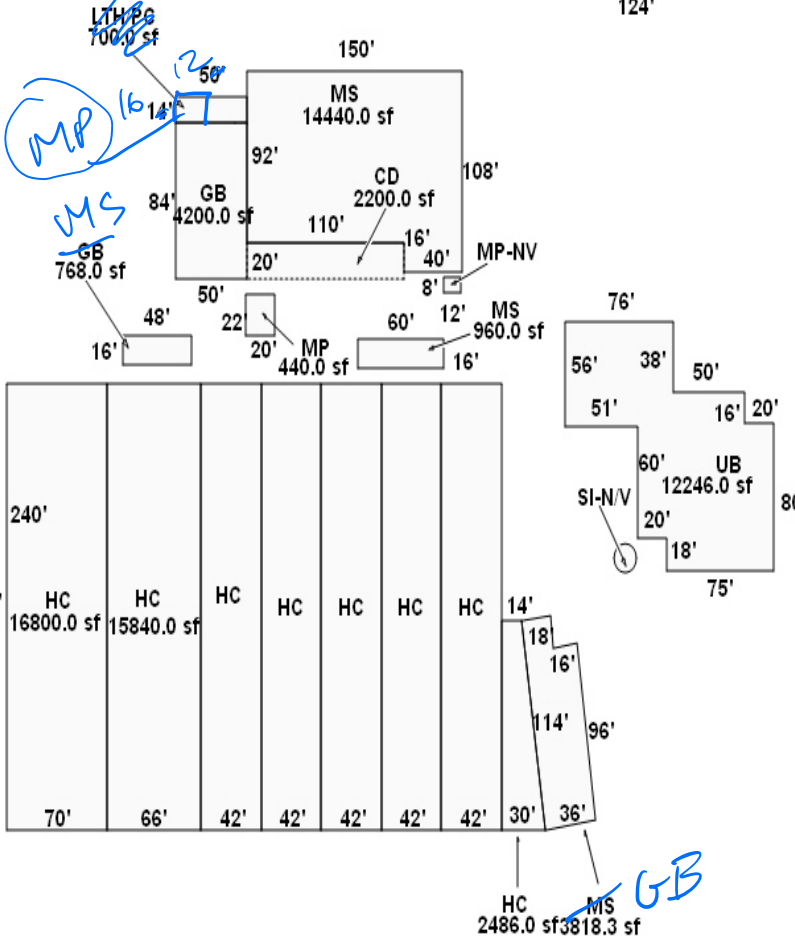 124'
LTH/PG
700.0 sf
12
50'
150'
16
14'
MP
MS
14440.0 sf
92'
108'
CD
2200.0 sf
84'
GB
4200.0 sf
MS
110'
16'
40'
MP-NV
GB
768.0 sf
20'
8'
50'
12'
MS
960.0 sf
76'
48'
22'
60'
16'
20'
MP
440.0 sf
16'
56'
38'
50'
51'
16'
20'
60'
UB
12246.0 sf
SI-N/V
240'
20'
18'
75'
HC
16800.0 sf
HC
15840.0 sf
HC
HC
HC
HC
HC
14'
18'
16'
114'
96'
70'
66'
42'
42'
42'
42'
42'
30'
36'
GB
HC
2486.0 sf
MS
3818.3 sf